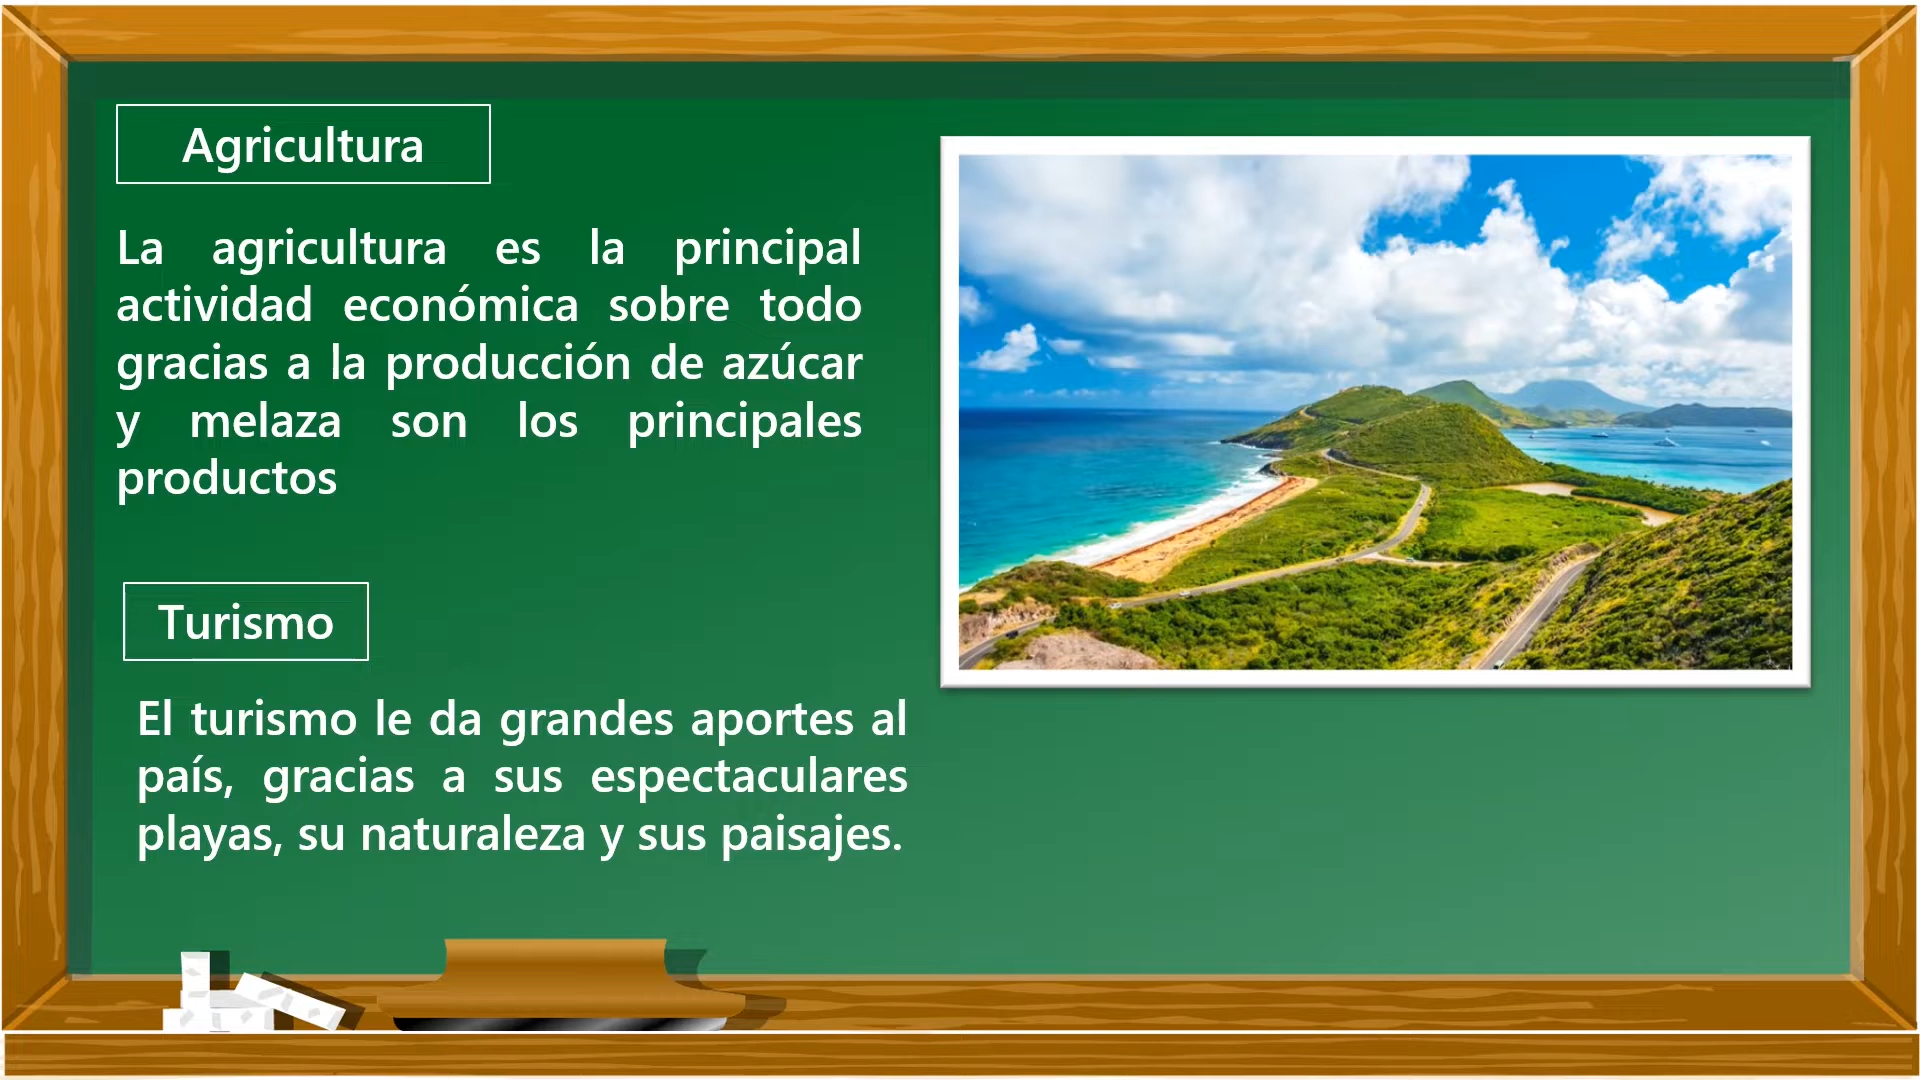 Agricultura
La agricultura es la principal
actividad económica sobre todo
gracias a la producción de azúcar
y melaza son los principales
productos
Turismo
El turismo le da grandes aportes al
país, gracias a sus espectaculares
playas, su naturaleza y sus paisajes.